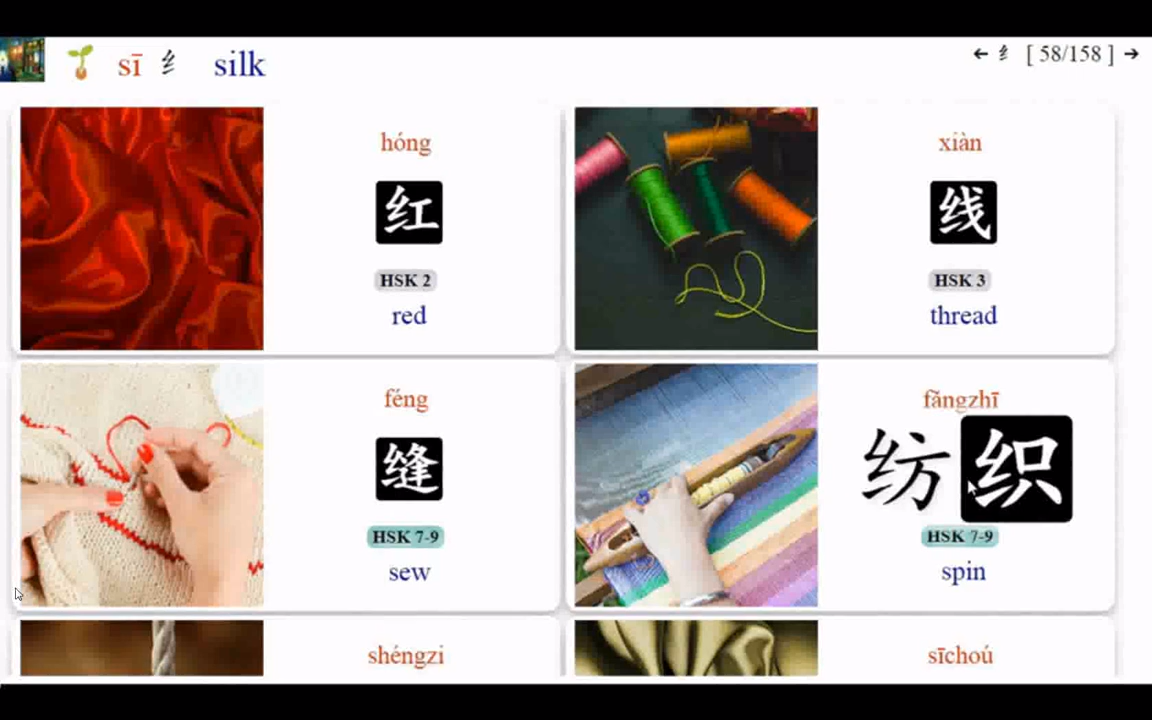 sī 纟 silk
← 纟 [ 58/158 ] →
hóng
红
HSK 2
red
xiàn
线
HSK 3
thread
féng
缝
HSK 7-9
sew
fǎngzhī
纺织
HSK 7-9
spin
shéngzi
sīchoú